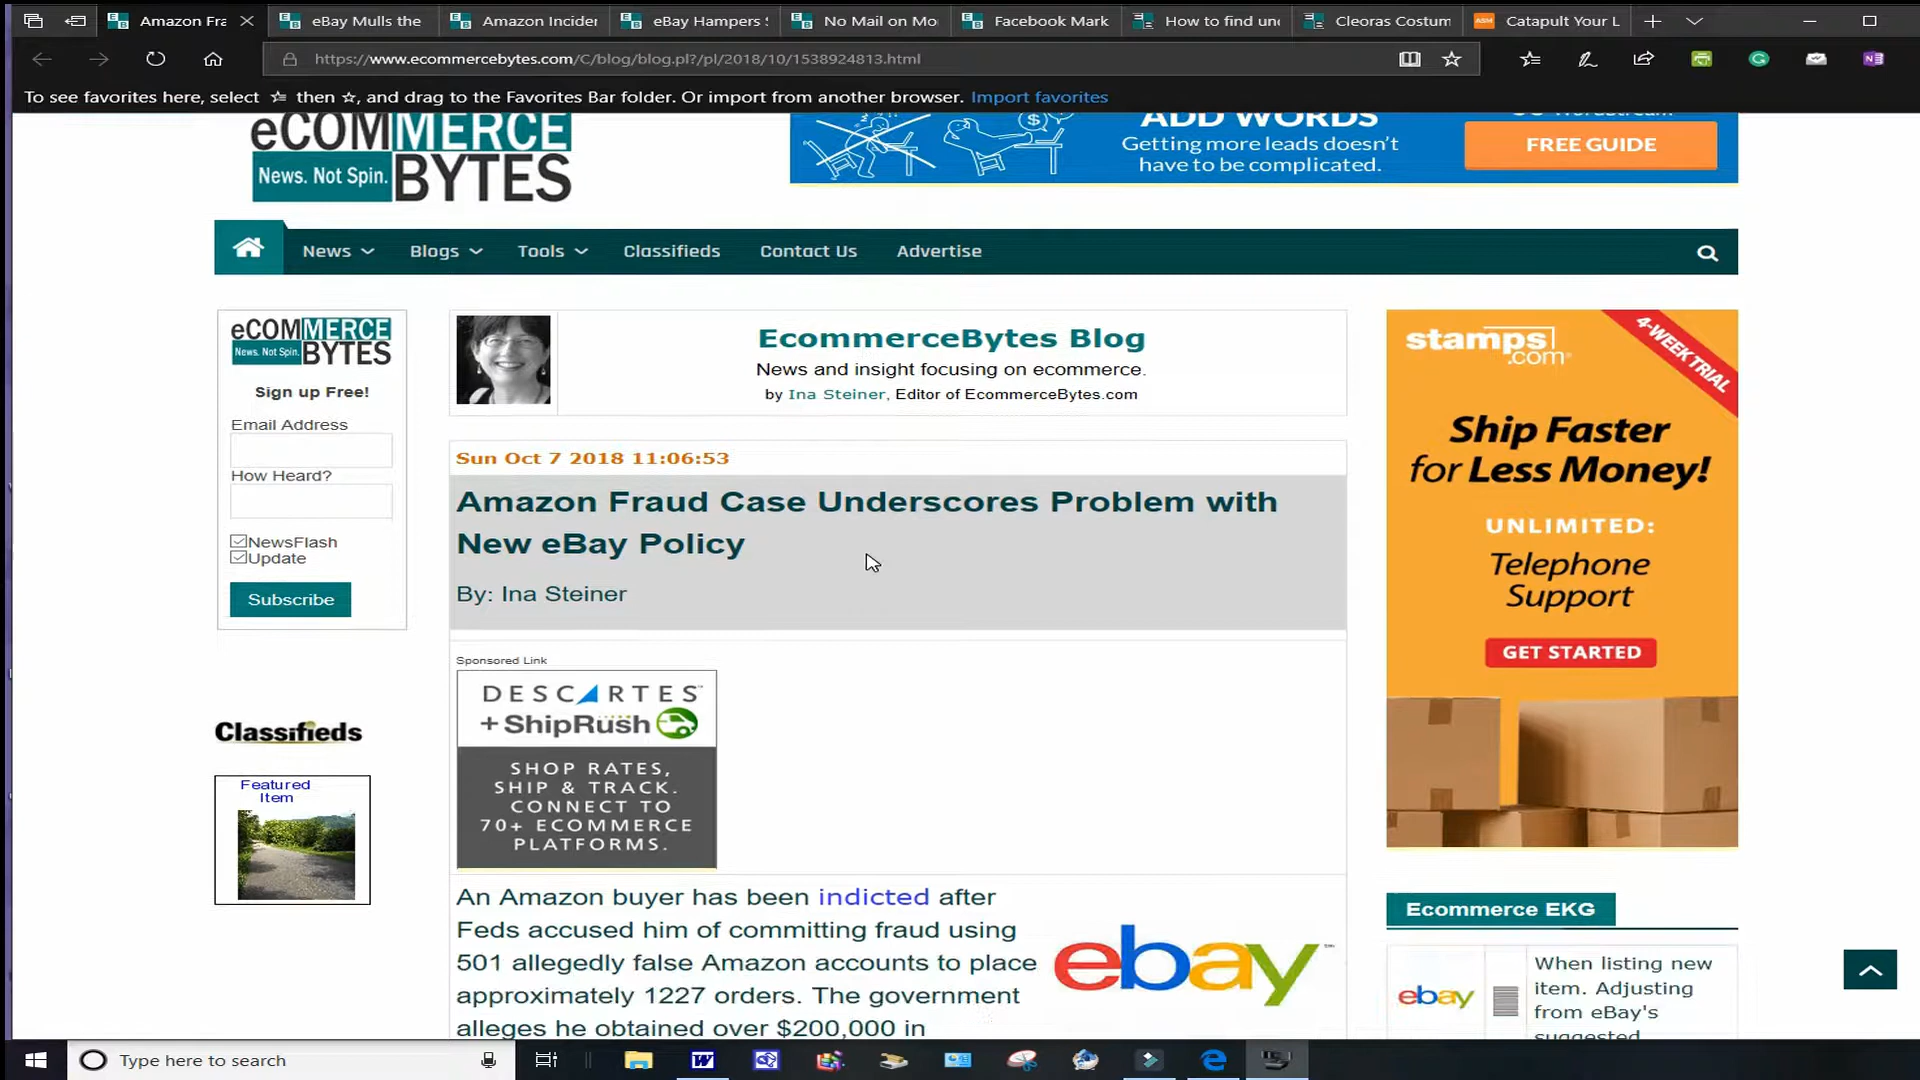 Amazon Fra
eBay Mulls the
Amazon Inciden
eBay Hampers S
No Mail on Mo
Facebook Mark
How to find un
Cleoras Costum
ASM
Catapult Your L
https://www.ecommercebytes.com/C/blog/blog.pl?/pl/2018/10/1538924813.html
To see favorites here, select then , and drag to the Favorites Bar folder. Or import from another browser. Import favorites
eCOMMERCE
News. Not Spin. BYTES
ADD WORDS
Getting more leads doesn't
have to be complicated.
FREE GUIDE
News
Blogs
Tools
Classifieds
Contact Us
Advertise
eCOMMERCE
News. Not Spin. BYTES
Sign up Free!
Email Address
How Heard?
NewsFlash
Update
Subscribe
Classifieds
Featured
Item
EcommerceBytes Blog
News and insight focusing on ecommerce.
by Ina Steiner, Editor of EcommerceBytes.com
Sun Oct 7 2018 11:06:53
Amazon Fraud Case Underscores Problem with
New eBay Policy
By: Ina Steiner
Sponsored Link
DESCARTES™
+ShipRush
SHOP RATES,
SHIP & TRACK.
CONNECT TO
70+ ECOMMERCE
PLATFORMS.
An Amazon buyer has been indicted after
Feds accused him of committing fraud using
501 allegedly false Amazon accounts to place
approximately 1227 orders. The government
alleges he obtained over $200,000 in
ebay™
stamps
.com®
4-WEEK TRIAL
Ship Faster
for Less Money!
UNLIMITED:
Telephone
Support
GET STARTED
Ecommerce EKG
ebay
When listing new
item. Adjusting
from eBay's
suggested
Type here to search